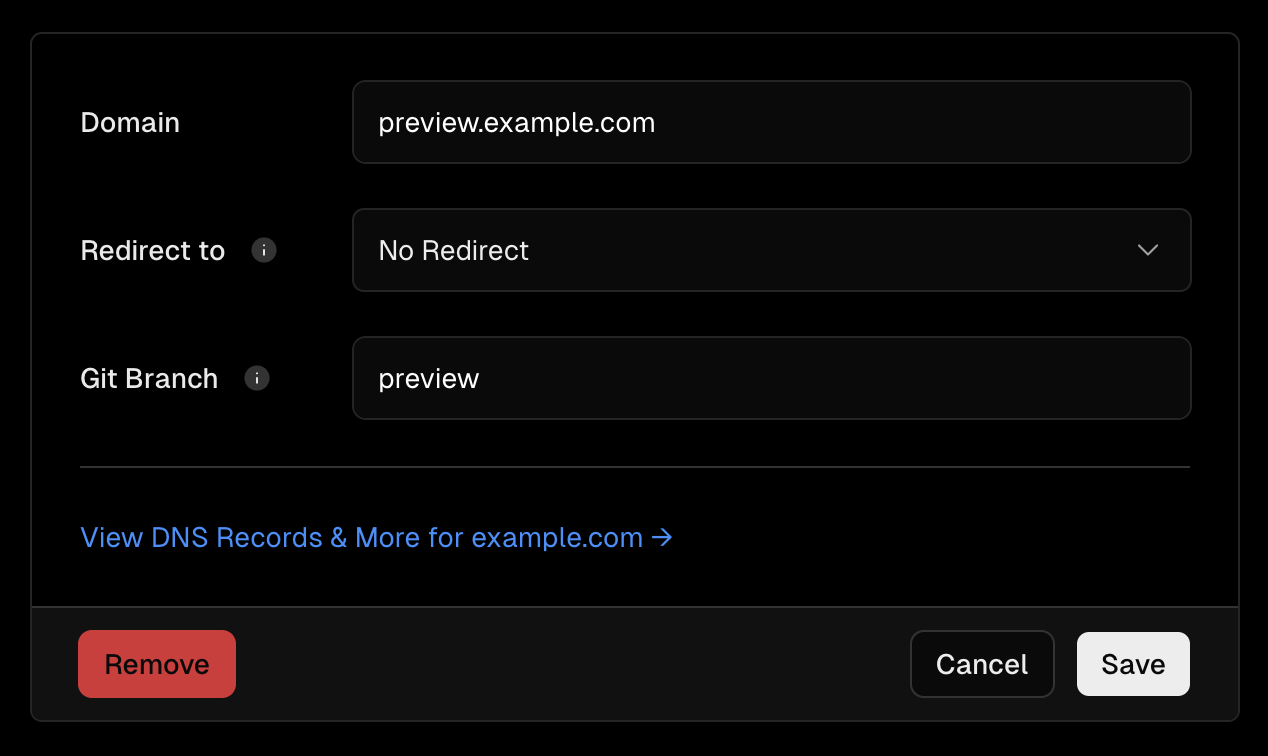 Domain
preview.example.com
Redirect to
No Redirect
Git Branch
preview
View DNS Records & More for example.com →
Remove
Cancel
Save